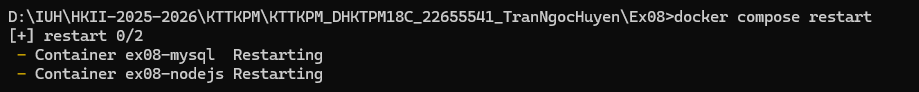 D:\IUH\HKII-2025-2026\KTTKPM\KTTKPM_DHKTPM18C_22655541_TranNgocHuyen\Ex08>docker compose restart
[+] restart 0/2
 - Container ex08-mysql  Restarting
 - Container ex08-nodejs Restarting